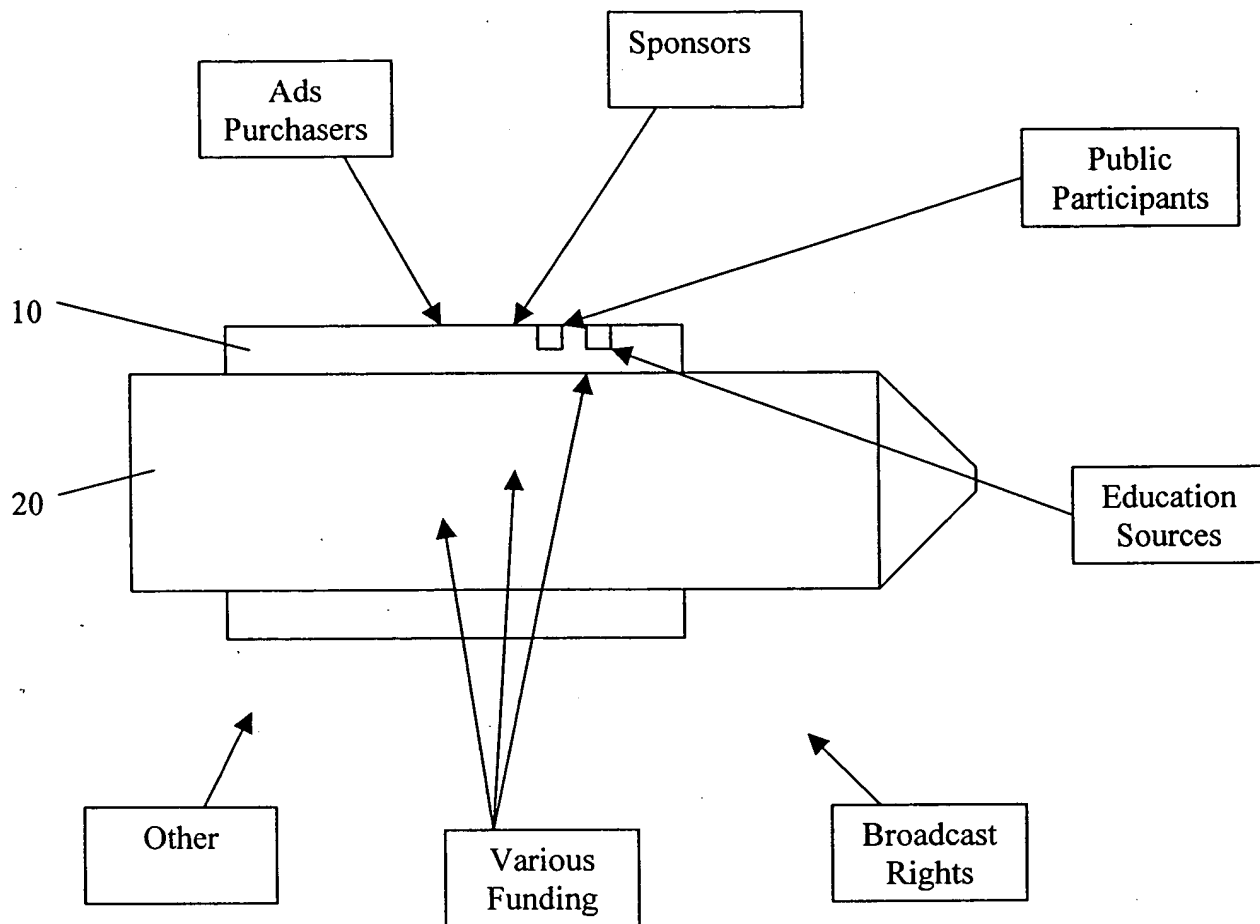 Sponsors
Ads
Purchasers
Public
Participants
10
20
Education
Sources
Other
Various
Funding
Broadcast
Rights